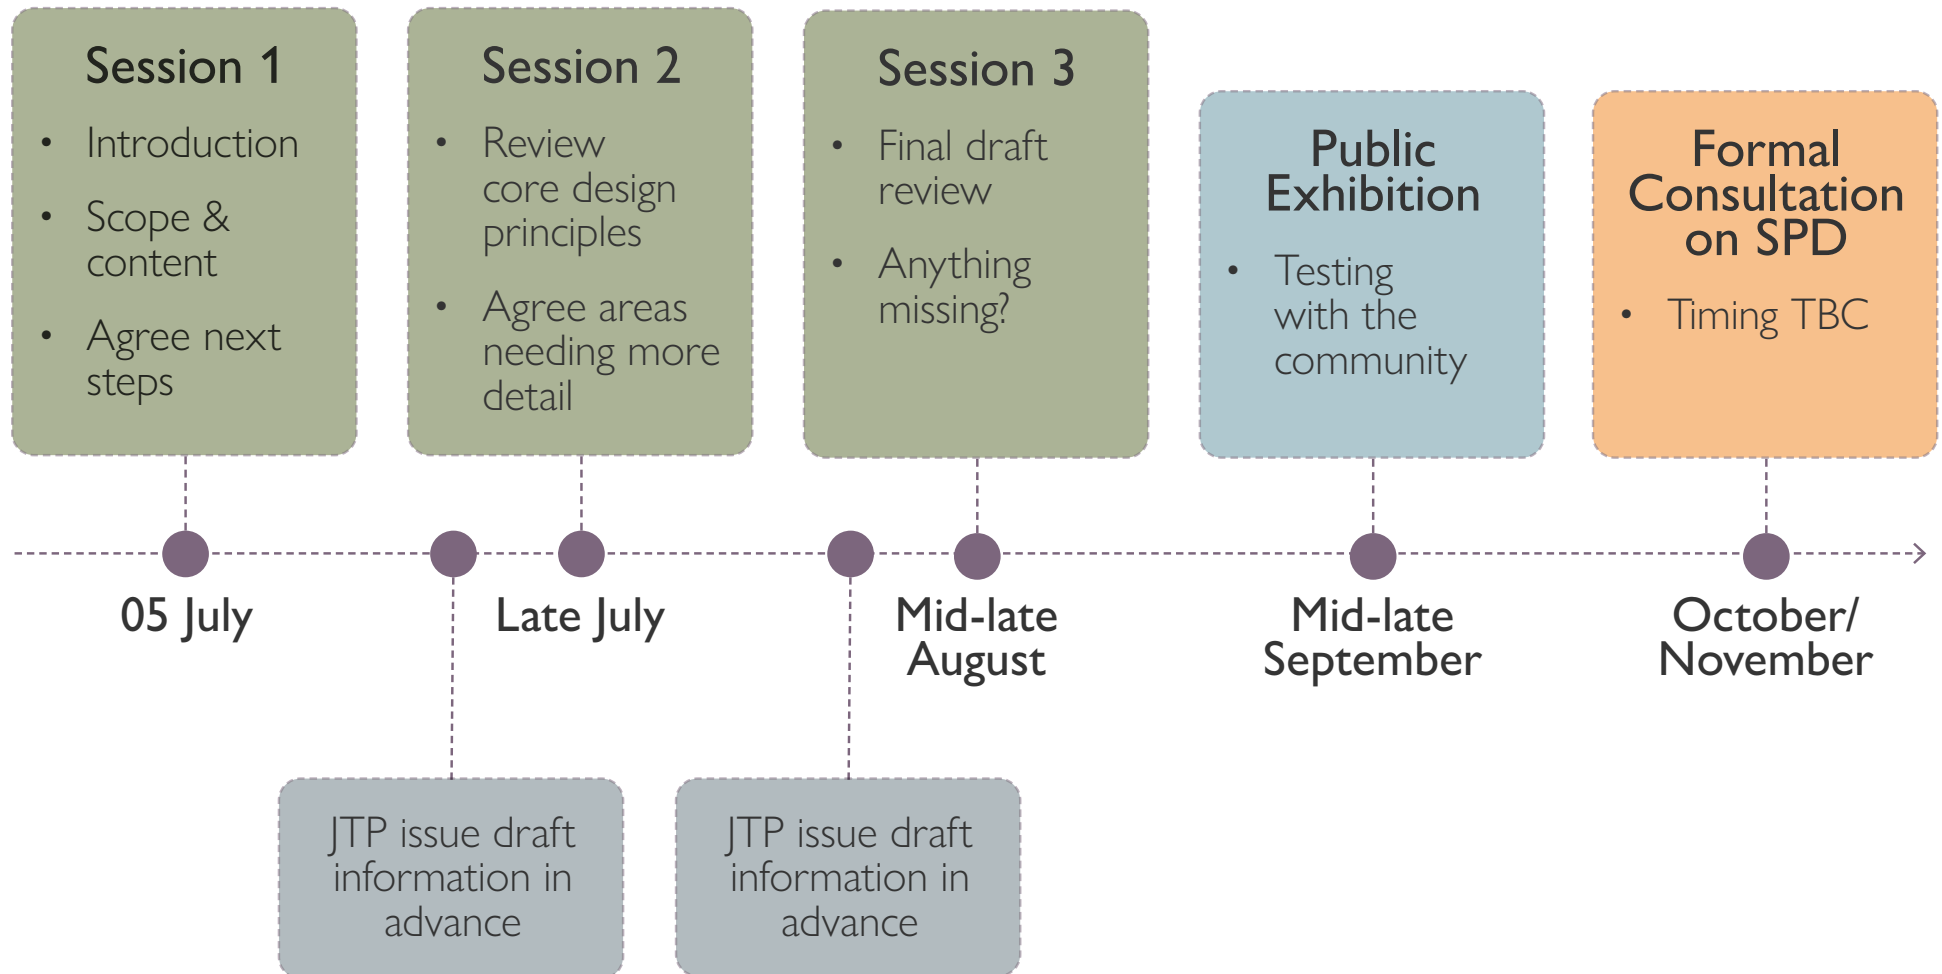 Session 1
• Introduction
• Scope &
content
• Agree next
steps
Session 2
• Review
core design
principles
• Agree areas
needing more
detail
Session 3
• Final draft
review
• Anything
missing?
Public
Exhibition
• Testing
with the
community
Formal
Consultation
on SPD
• Timing TBC
05 July
Late July
Mid-late
August
Mid-late
September
October/
November
JTP issue draft
information in
advance
JTP issue draft
information in
advance